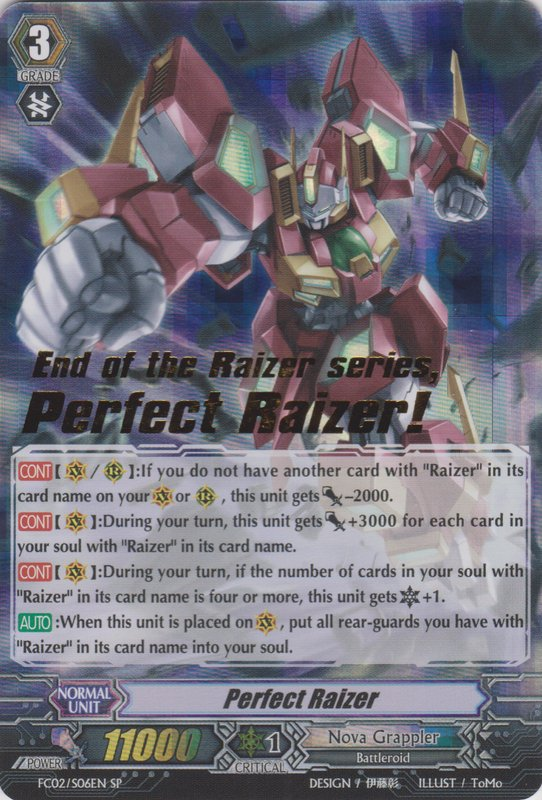 3
GRADE
End of the Raizer series,
Perfect Raizer!
CONT【 / 】:If you do not have another card with "Raizer" in its
card name on your or , this unit gets -2000.
CONT【 】:During your turn, this unit gets +3000 for each card in
your soul with "Raizer" in its card name.
CONT【 】:During your turn, if the number of cards in your soul with
"Raizer" in its card name is four or more, this unit gets +1.
AUTO:When this unit is placed on , put all rear-guards you have with
"Raizer" in its card name into your soul.
NORMAL
UNIT
Perfect Raizer
POWER
11000
1
CRITICAL
Nova Grappler
Battleroid
FC02/S06EN SP
DESIGN / 伊藤彰
ILLUST / ToMo